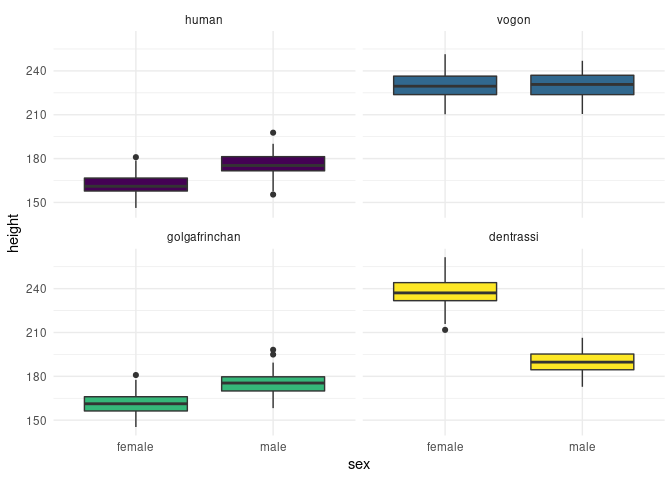 human
vogon
240
210
180
150
golgafrinchan
dentrassi
240
210
180
150
height
female
male
female
male
sex